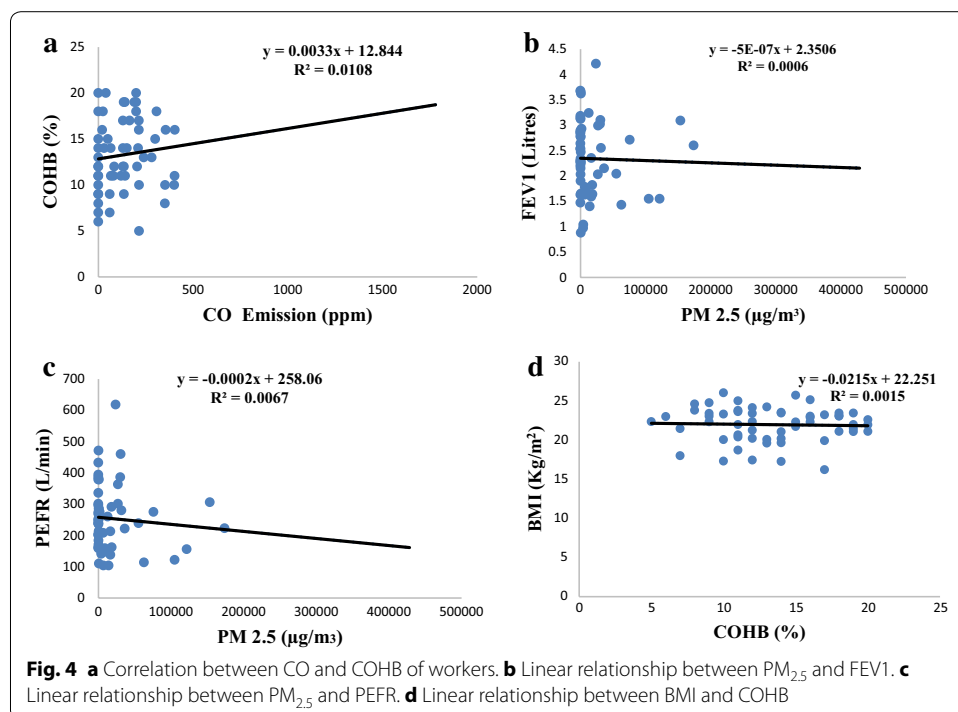 a
y = 0.0033x + 12.844
R² = 0.0108
25
20
15
10
5
0
COHB (%)
0 500 1000 1500 2000
CO Emission (ppm)
b
y = -5E-07x + 2.3506
R² = 0.0006
4.5
4
3.5
3
2.5
2
1.5
1
0.5
0
FEV1 (Litres)
0 100000 200000 300000 400000 500000
PM 2.5 (µg/m³)
c
y = -0.0002x + 258.06
R² = 0.0067
700
600
500
400
300
200
100
0
PEFR (L/min)
0 100000 200000 300000 400000 500000
PM 2.5 (µg/m3)
d
y = -0.0215x + 22.251
R² = 0.0015
30
25
20
15
10
5
0
BMI (Kg/m²)
5 10 15 20 25
COHB (%)
Fig. 4 a Correlation between CO and COHB of workers. b Linear relationship between PM₂.₅ and FEV1. c
Linear relationship between PM₂.₅ and PEFR. d Linear relationship between BMI and COHB